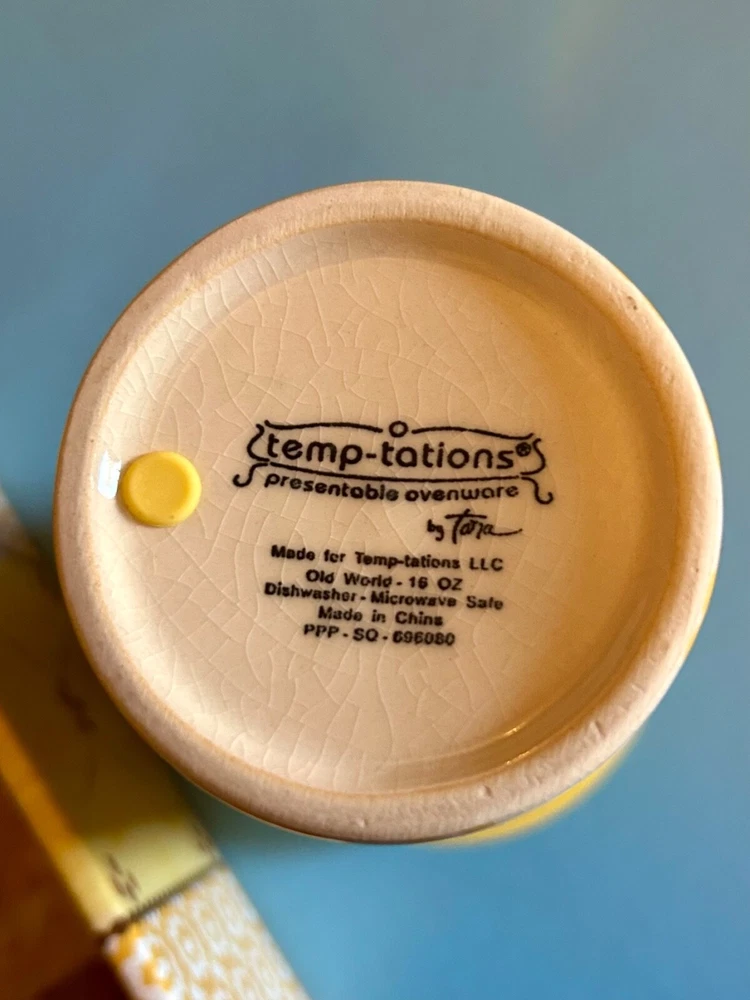 temp-tations®
presentable ovenware
by Tara
Made for Temp-tations LLC
Old World - 16 OZ
Dishwasher - Microwave Safe
Made in China
PPP - SQ - 696080